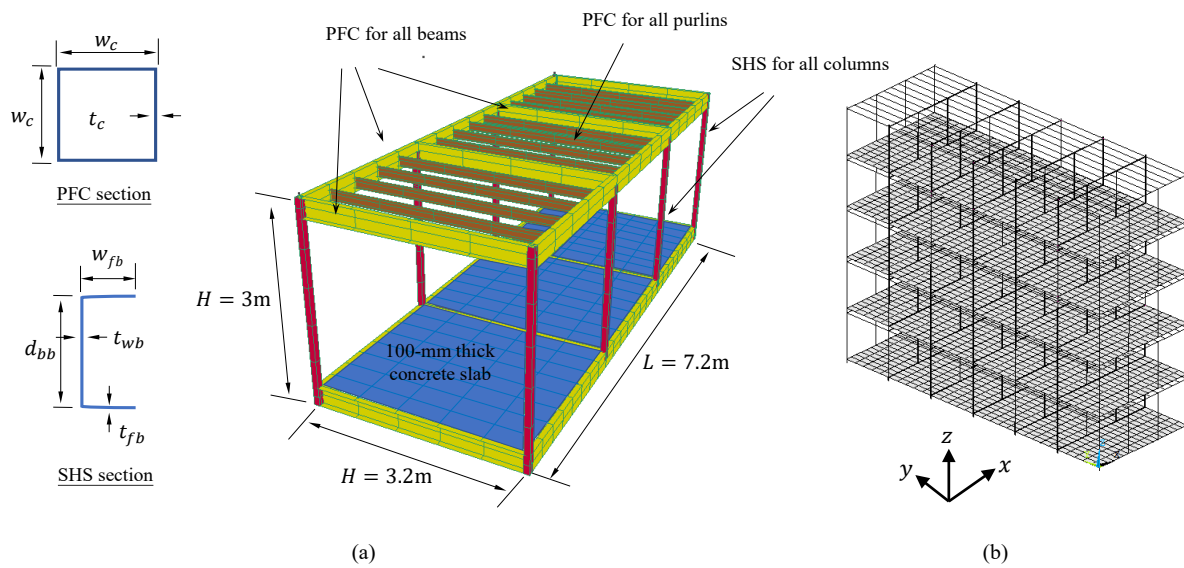 w_c
w_c
t_c
PFC section
w_fb
d_bb
t_wb
t_fb
SHS section
PFC for all beams
PFC for all purlins
SHS for all columns
H = 3m
100-mm thick
concrete slab
L = 7.2m
H = 3.2m
(a)
z
y
x
(b)